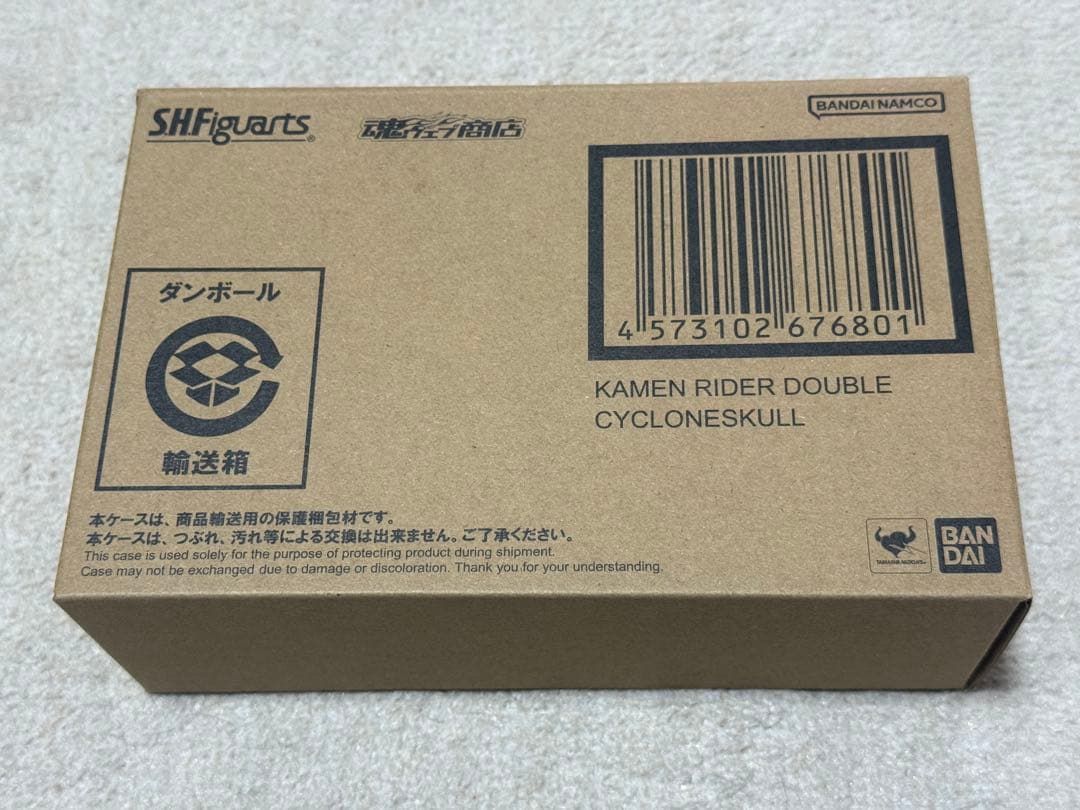 S.H.Figuarts®
魂ウェブ商店
BANDAI NAMCO
4 573102 676801
KAMEN RIDER DOUBLE
CYCLONESKULL
ダンボール
輸送箱
本ケースは、商品輸送用の保護梱包材です。
本ケースは、つぶれ、汚れ等による交換は出来ません。ご了承ください。
This case is used solely for the purpose of protecting product during shipment.
Case may not be exchanged due to damage or discoloration. Thank you for your understanding.
TAMASHII NATIONS™
BAN
DAI